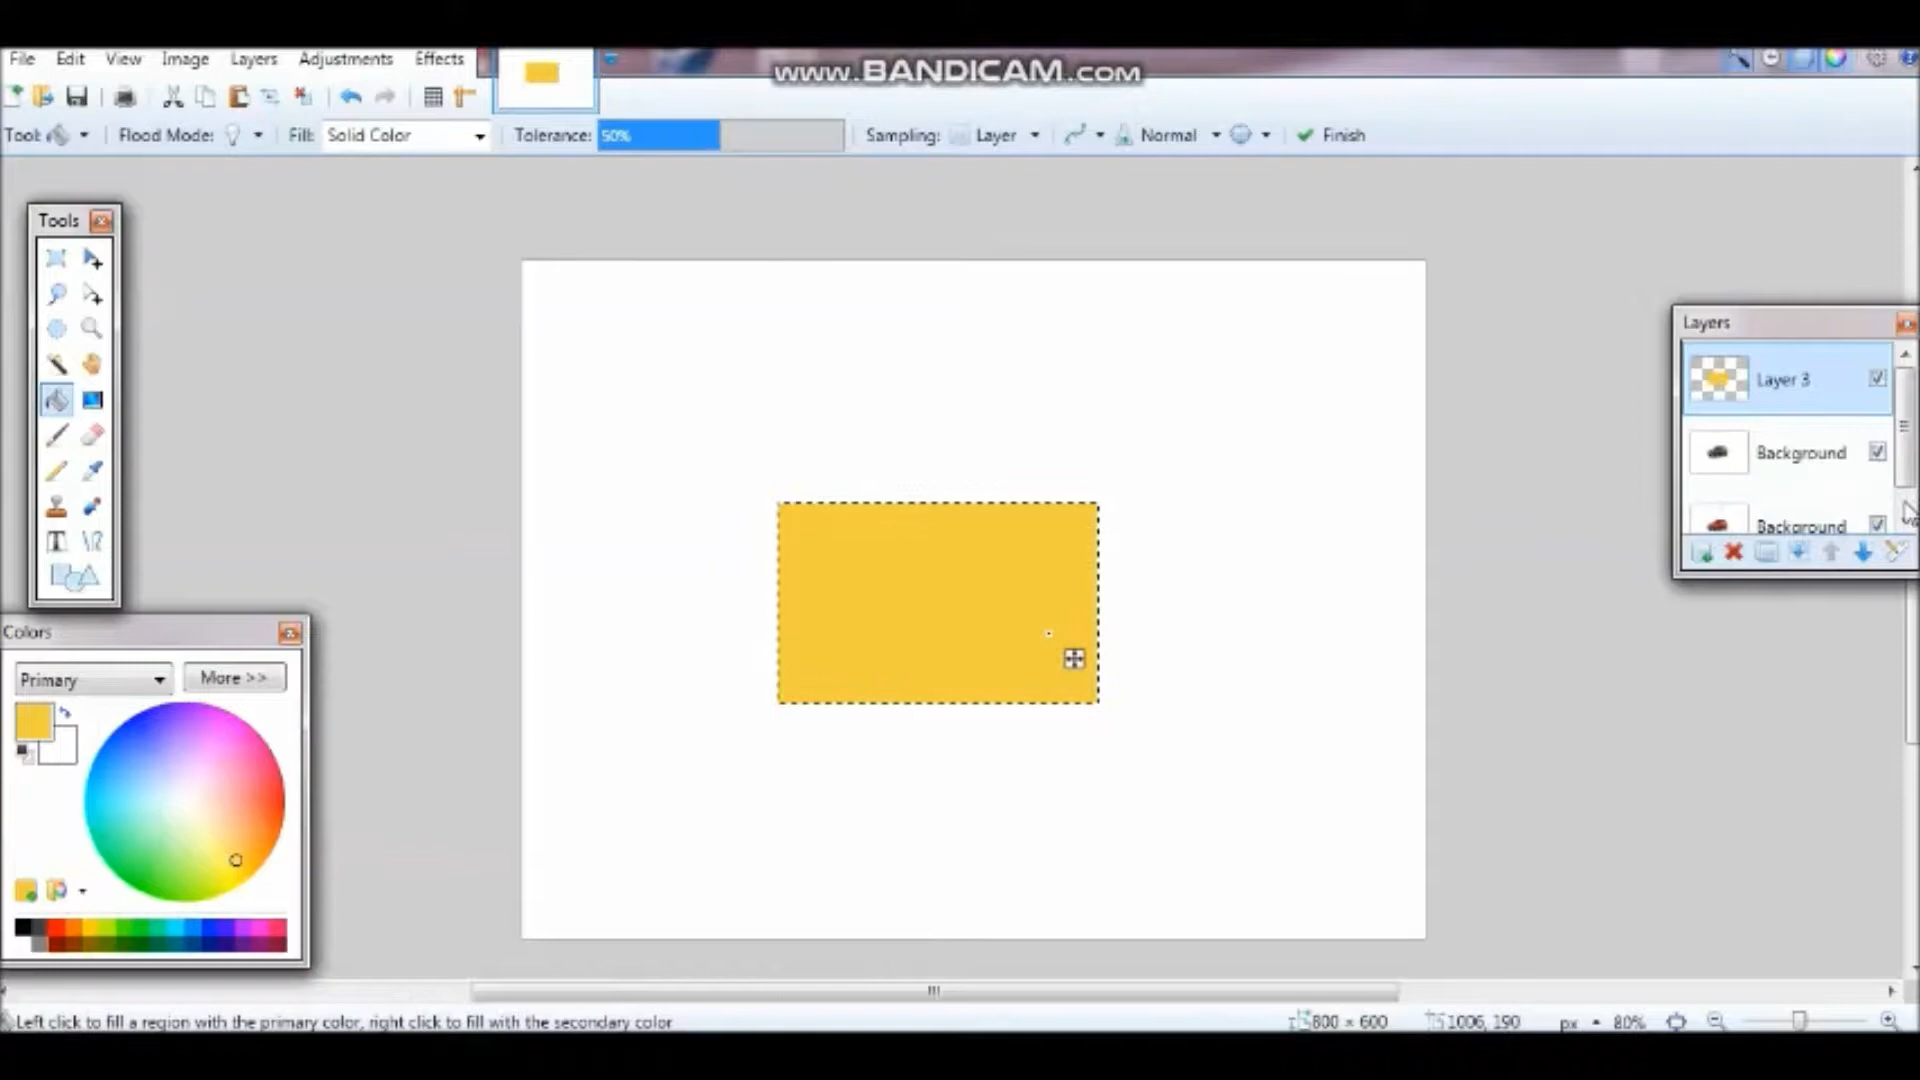 File Edit View Image Layers Adjustments Effects
www.BANDICAM.com
Tool: Flood Mode: Fill: Solid Color Tolerance: 50% Sampling: Layer Normal Finish
Tools
Layers
Layer 3
Background
Background
Colors
Primary More >>
Left click to fill a region with the primary color, right click to fill with the secondary color 800 × 600 1006, 190 px 80%